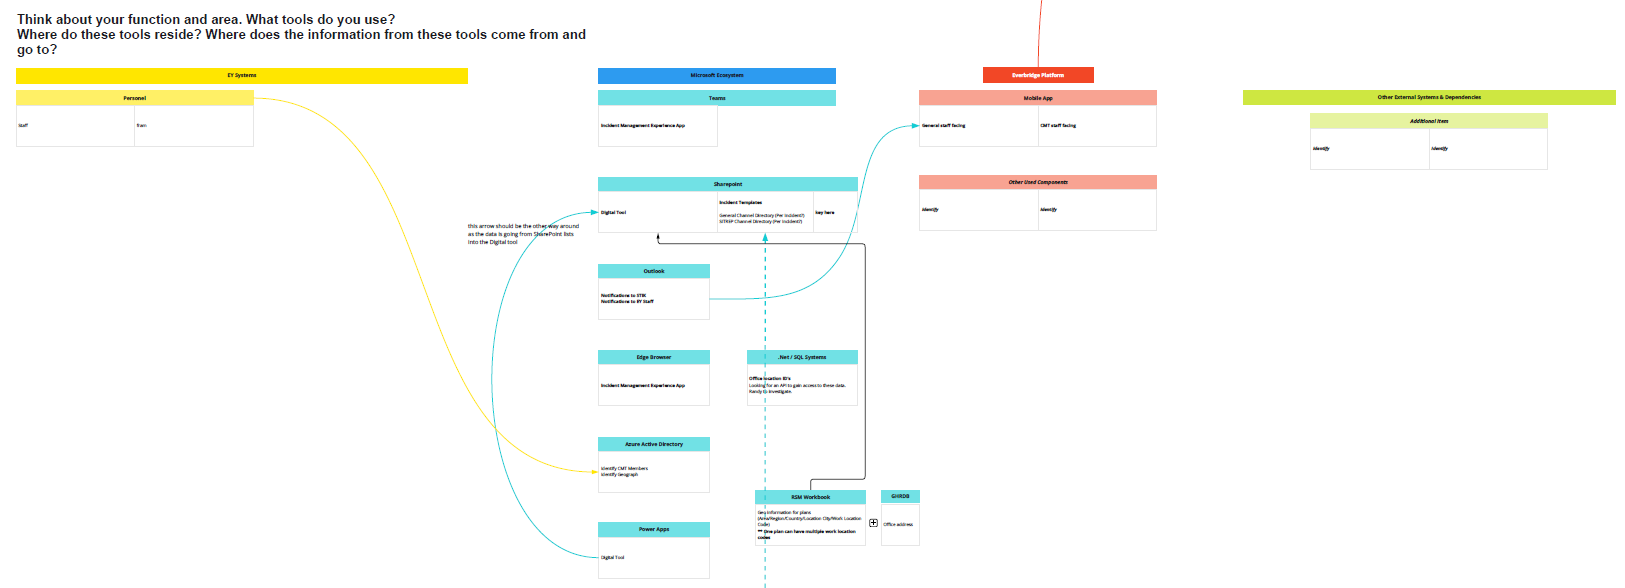 Think about your function and area. What tools do you use?
Where do these tools reside? Where does the information from these tools come from and
go to?
EY Systems
Personel
Staff
Microsoft Ecosystem
Teams
Incident Management Experience App
Sharepoint
Digital Tool
Incident Templates
General Channel Directory (Per Incident?)
SITREP Channel Directory (Per Incident?)
key here
this arrow should be the other way around
as the data is going from SharePoint lists
into the Digital tool
Outlook
Notifications to
Notifications to EY Staff
Edge Browser
Incident Management Experience App
.Net / SQL Systems
Office location ID's
Looking for an API to gain access to these data.
Randy to investigate.
Azure Active Directory
Identify CMT Members
Identify Geograph
RSM Workbook
Geo Information for plans
(Area/Region/Country/Location City/Work Location
Code)
** One plan can have multiple work location
codes
GHRDB
Office address
Power Apps
Digital Tool
Everbridge Platform
Mobile App
General staff facing
CMT staff facing
Other Used Components
Identify
Identify
Other External Systems & Dependencies
Additional Item
Identify
Identify